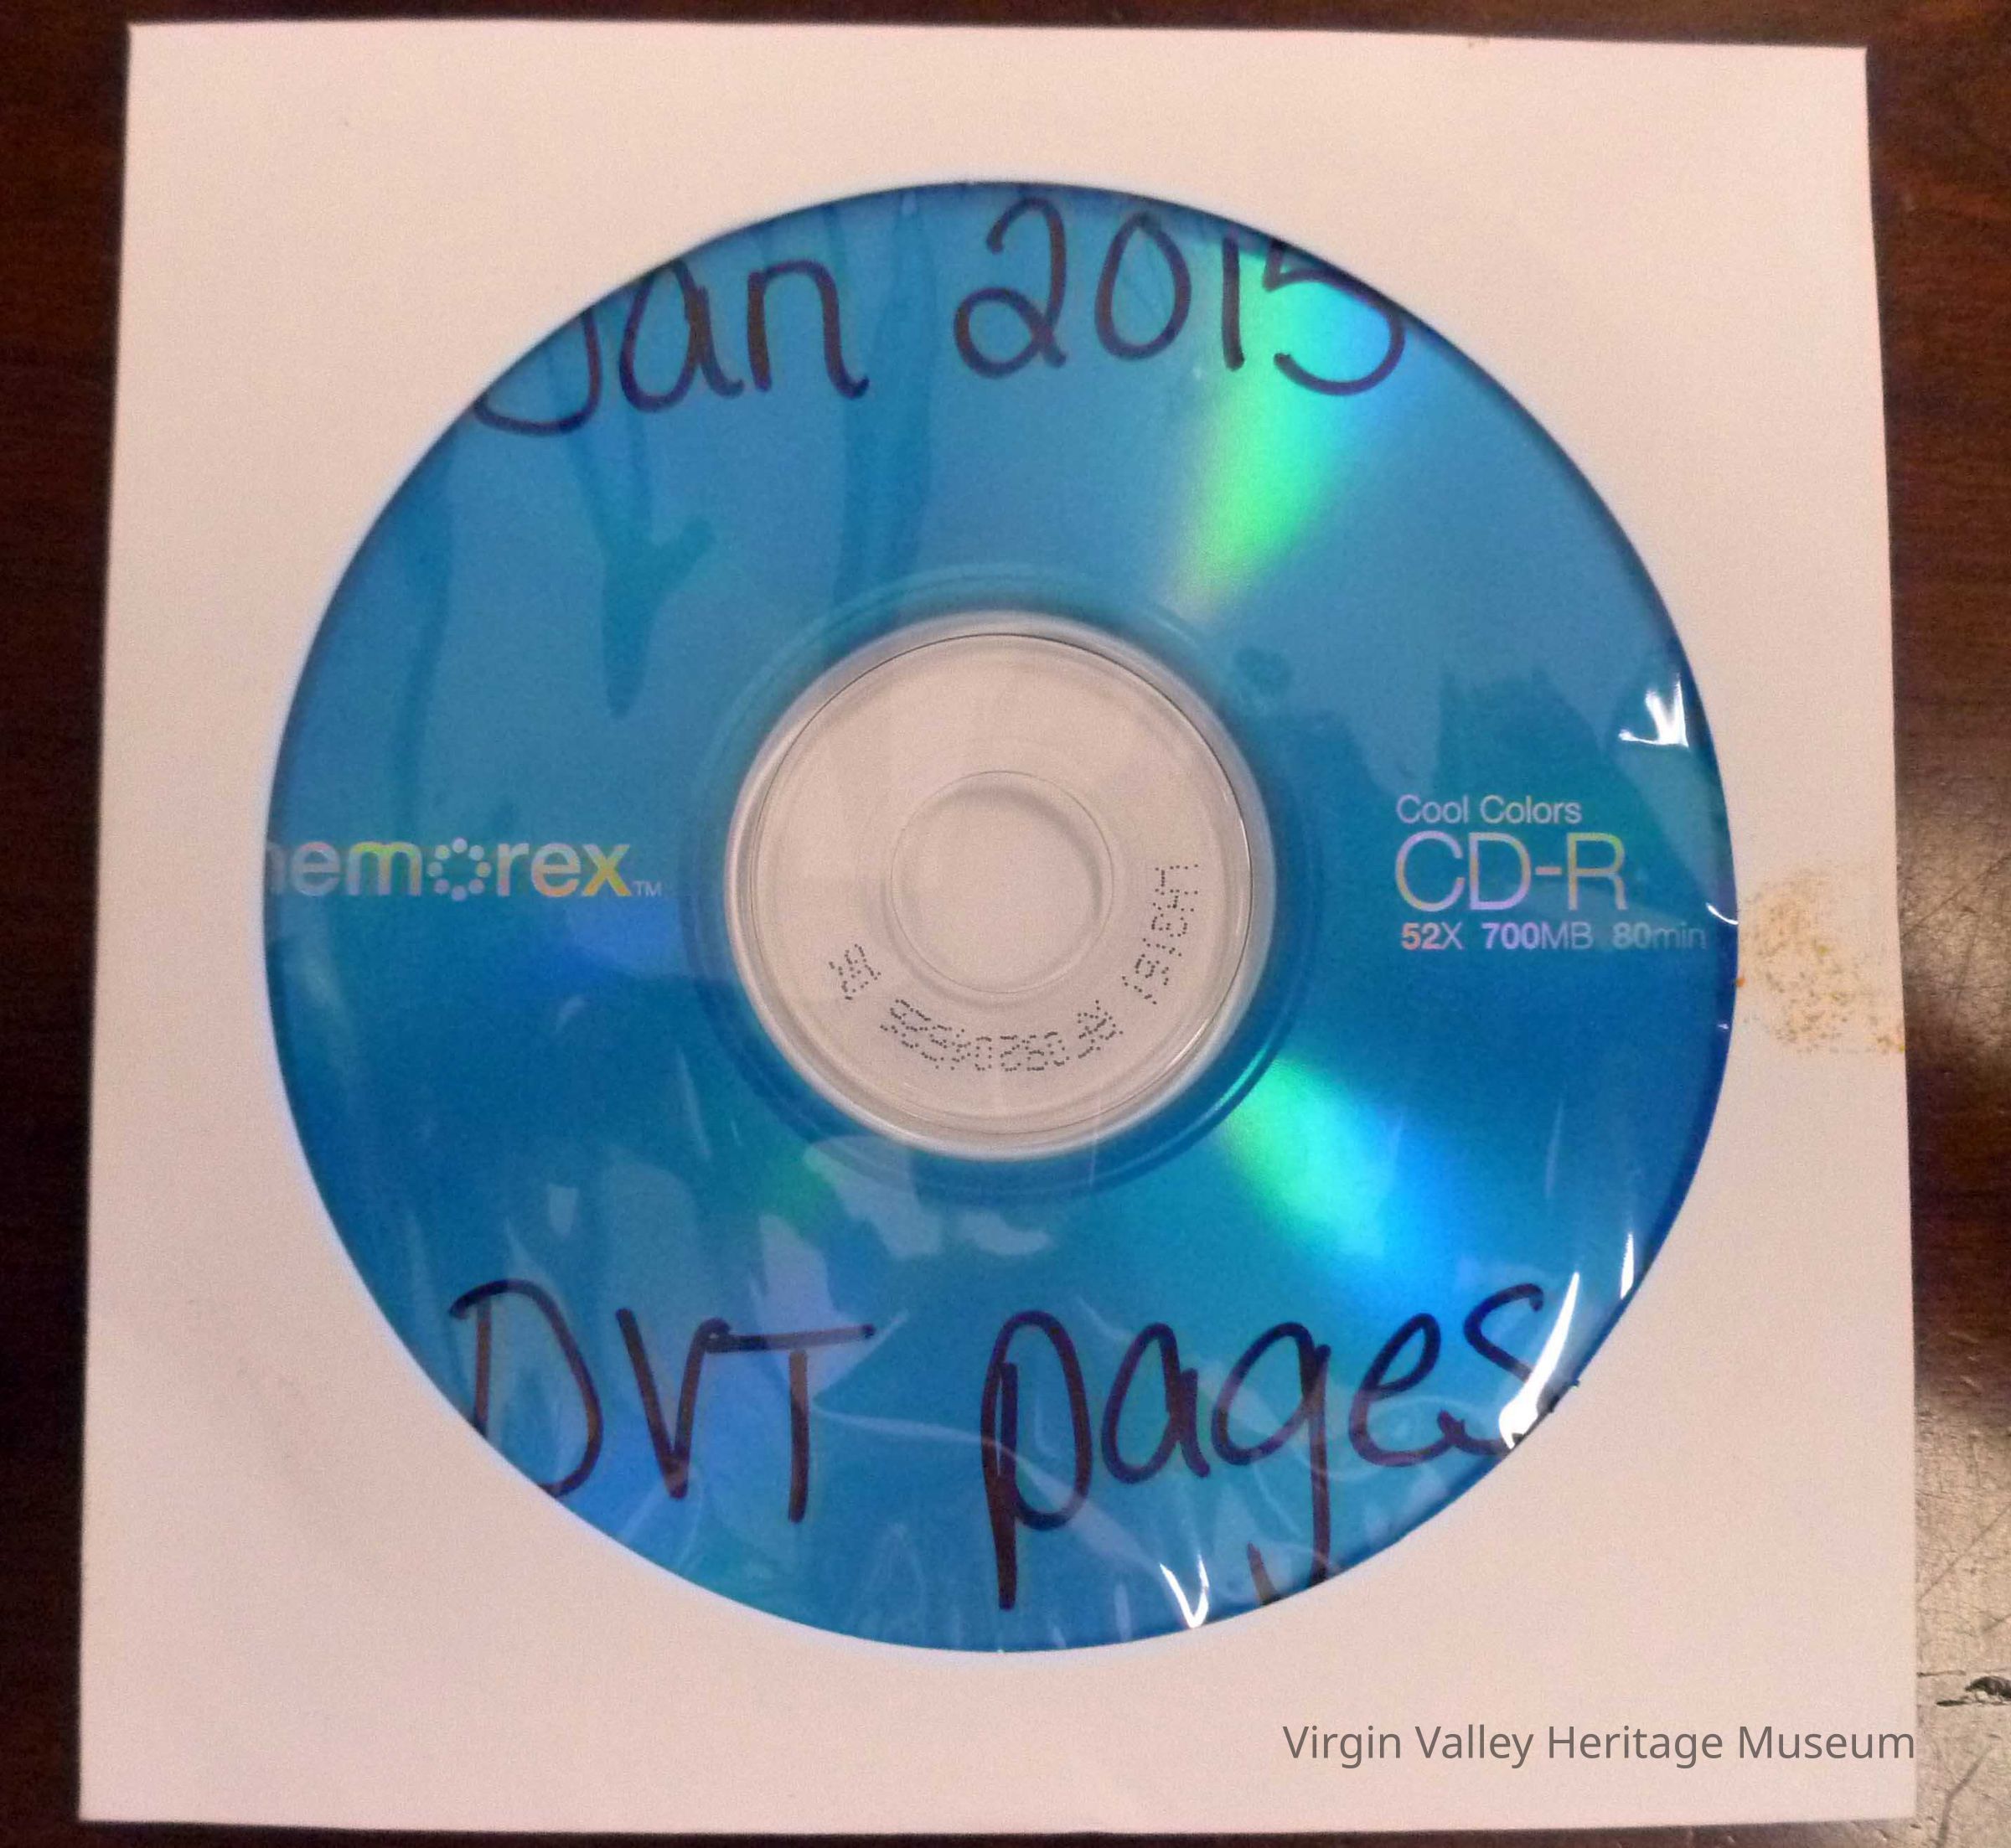 Jan 2015
memorex™
Cool Colors
CD-R
52X 700MB 80min
DVT pages
Virgin Valley Heritage Museum